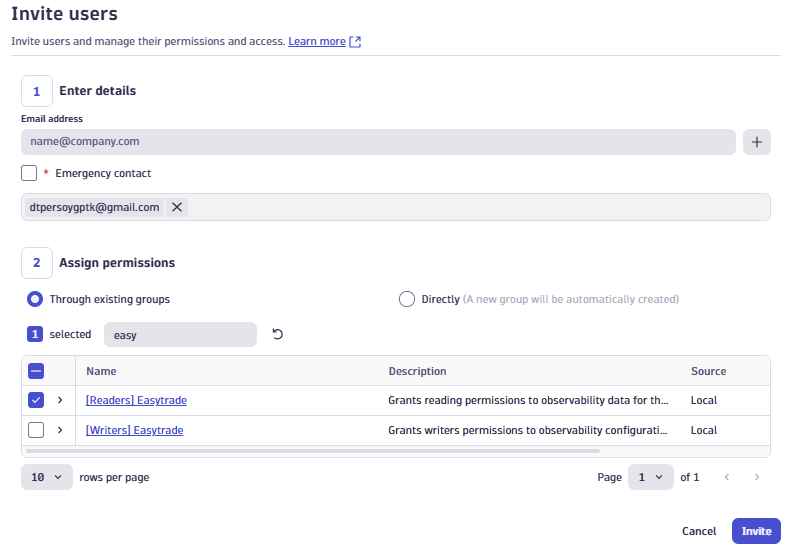 Invite users
Invite users and manage their permissions and access. Learn more
1 Enter details
Email address
name@company.com
* Emergency contact
dtpersoygptk@gmail.com
2 Assign permissions
Through existing groups
Directly (A new group will be automatically created)
1 selected easy
Name Description Source
[Readers] Easytrade Grants reading permissions to observability data for th... Local
[Writers] Easytrade Grants writers permissions to observability configurati... Local
10 rows per page Page 1 of 1
Cancel Invite